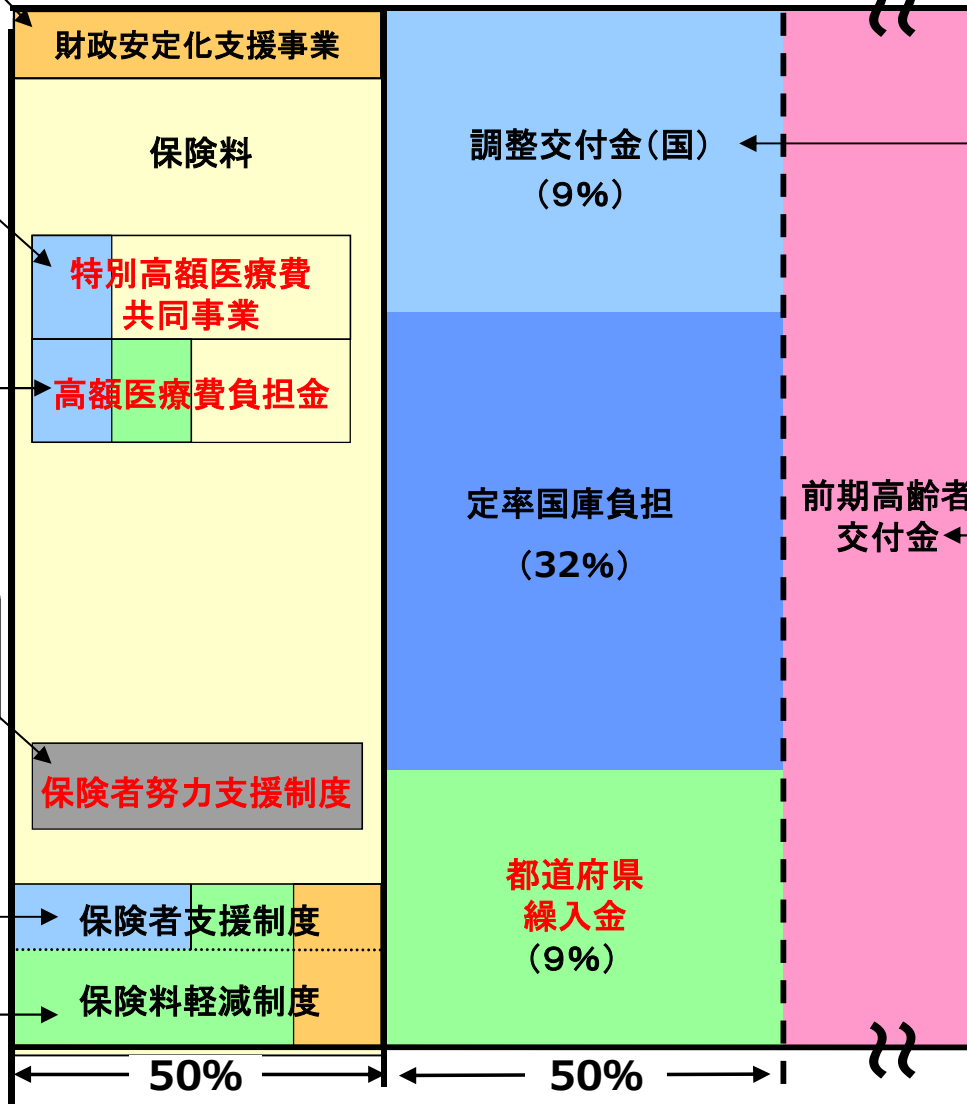 財政安定化支援事業
保険料
特別高額医療費
共同事業
高額医療費負担金
保険者努力支援制度
保険者支援制度
保険料軽減制度
50%
調整交付金(国)
(9%)
定率国庫負担
(32%)
都道府県
繰入金
(9%)
50%
前期高齢者
交付金